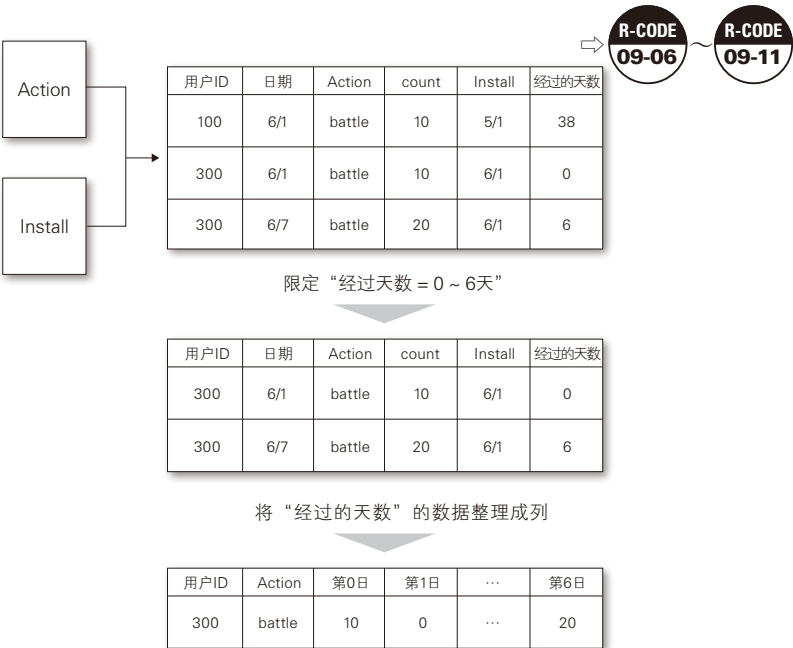 R-CODE R-CODE
09-06 ～ 09-11
Action
Install
用户ID 日期 Action count Install 经过的天数
100 6/1 battle 10 5/1 38
300 6/1 battle 10 6/1 0
300 6/7 battle 20 6/1 6
限定“经过天数 = 0 ~ 6天”
用户ID 日期 Action count Install 经过的天数
300 6/1 battle 10 6/1 0
300 6/7 battle 20 6/1 6
将“经过的天数”的数据整理成列
用户ID Action 第0日 第1日 … 第6日
300 battle 10 0 … 20